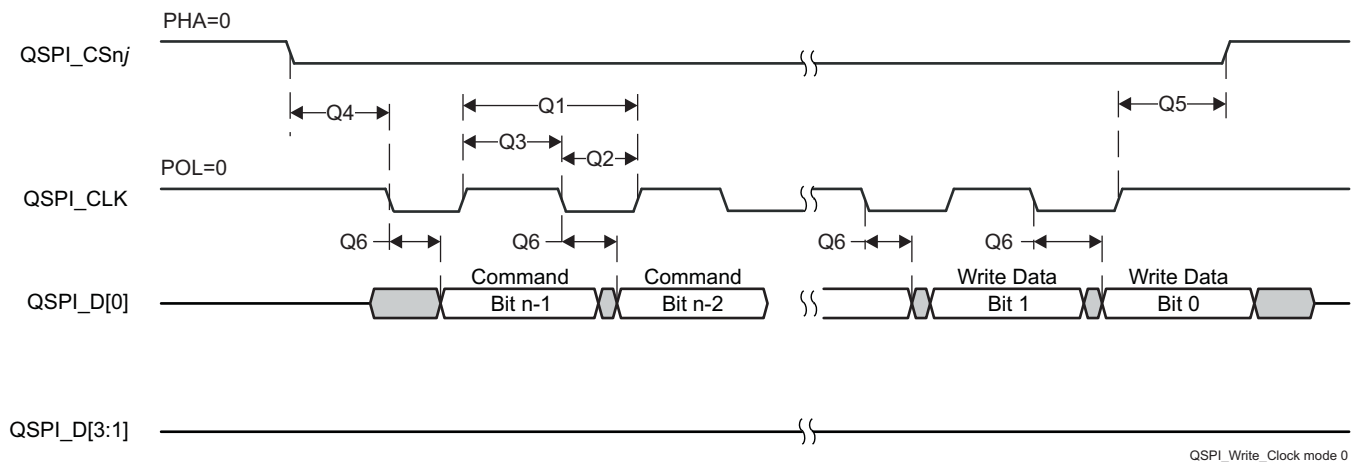 PHA=0
QSPI_CSnj
Q4
Q1
Q5
Q3
Q2
POL=0
QSPI_CLK
Q6
Q6
Q6
Q6
Command
Command
Write Data
Write Data
QSPI_D[0]
Bit n-1
Bit n-2
Bit 1
Bit 0
QSPI_D[3:1]
QSPI_Write_Clock mode 0